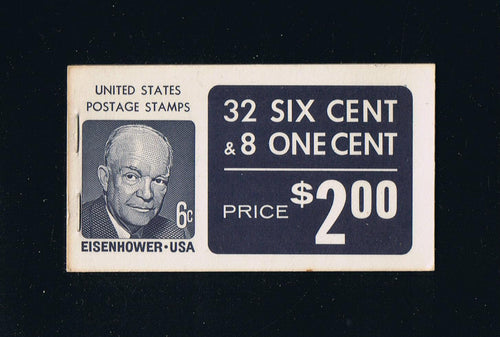 UNITED STATES
POSTAGE STAMPS
6c
EISENHOWER·USA
32 SIX CENT
& 8 ONE CENT
PRICE $2.00